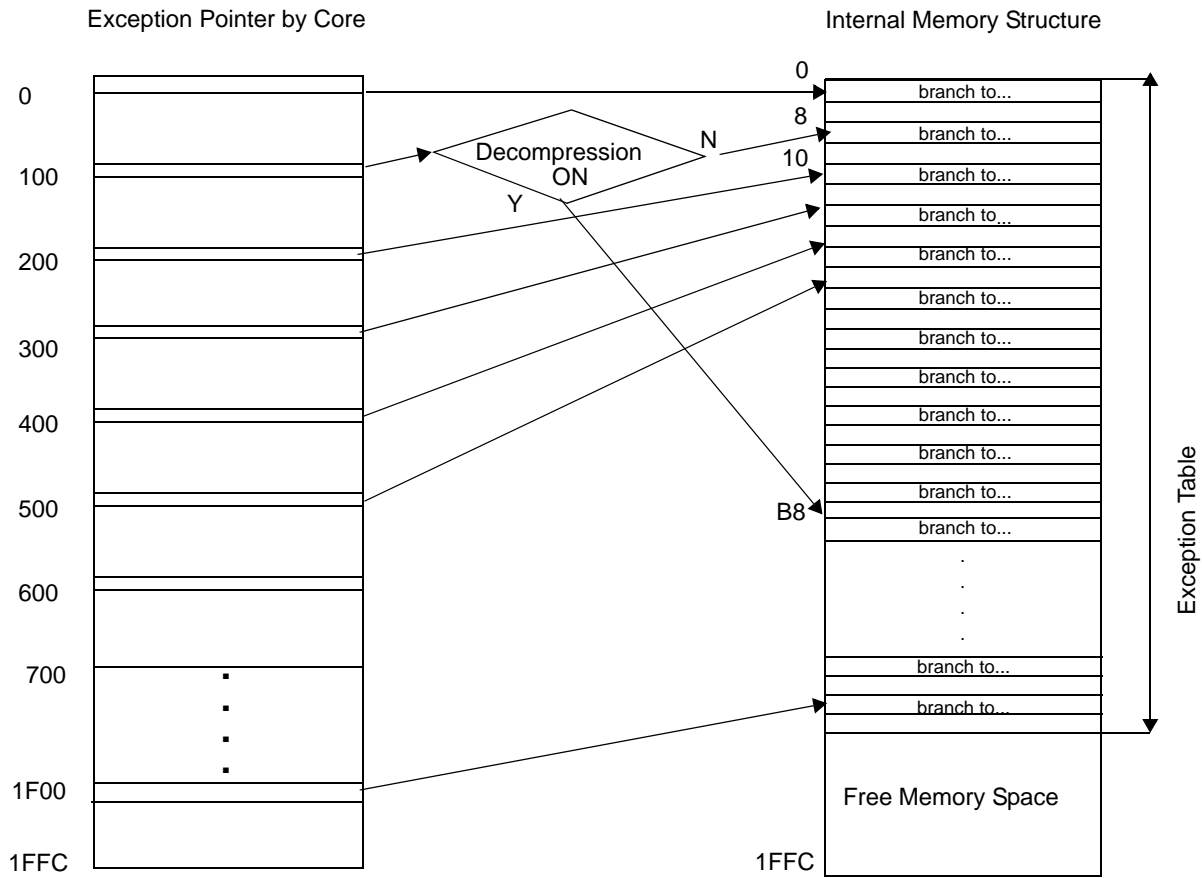 Exception Pointer by Core
Internal Memory Structure
0
100
200
300
400
500
600
700
1F00
1FFC
Decompression
ON
N
Y
0
8
10
B8
1FFC
branch to...
branch to...
branch to...
branch to...
branch to...
branch to...
branch to...
branch to...
branch to...
branch to...
branch to...
branch to...
branch to...
branch to...
Free Memory Space
Exception Table